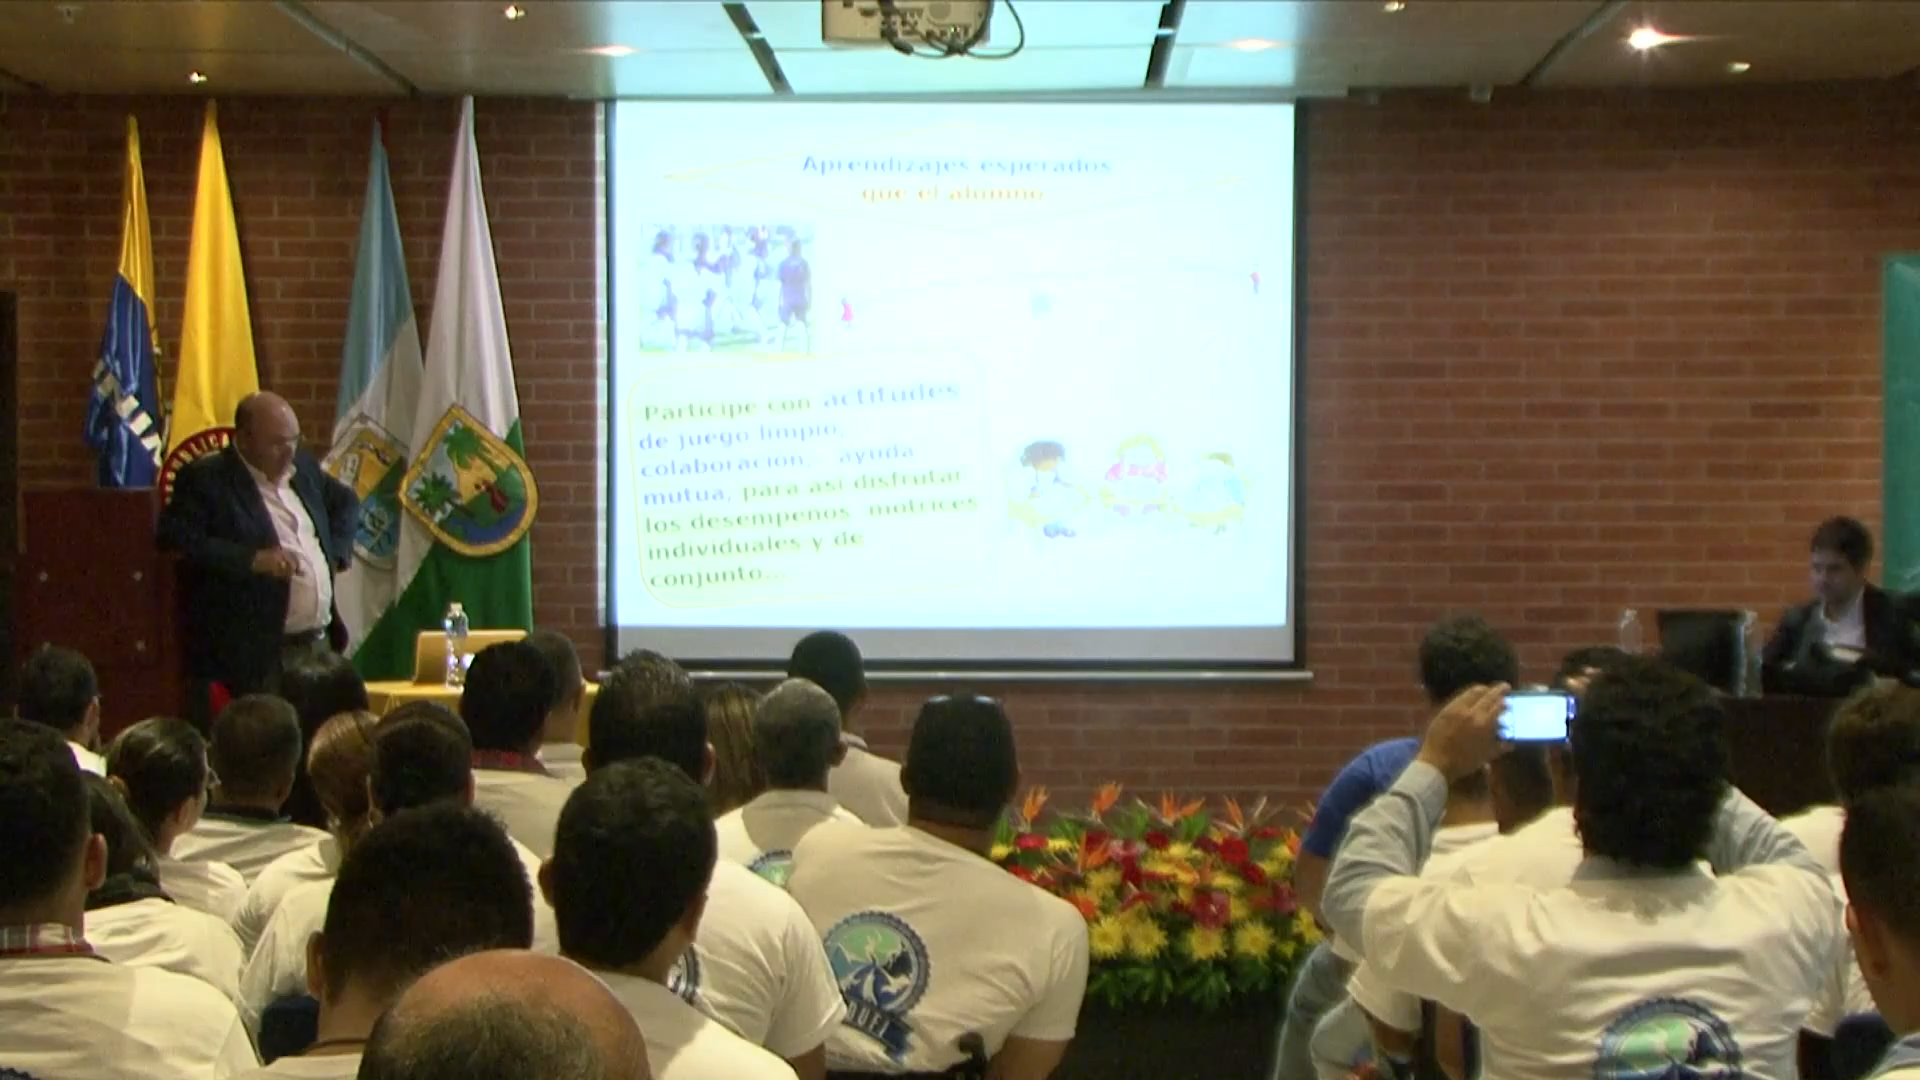 Aprendizajes esperados
que el alumno
Participe con actitudes
de juego limpio,
colaboración, ayuda
mutua, para así disfrutar
los desempeños motrices
individuales y de
conjunto...